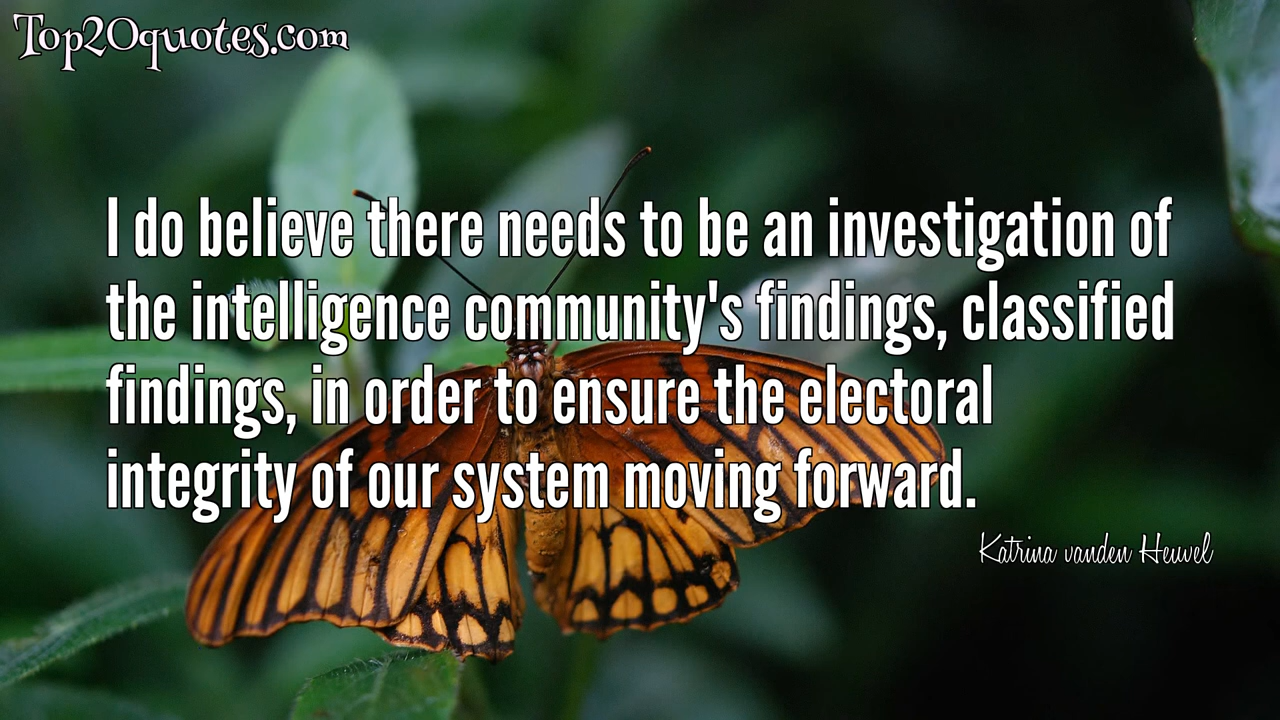 Top20quotes.com
I do believe there needs to be an investigation of
the intelligence community's findings, classified
findings, in order to ensure the electoral
integrity of our system moving forward.
Katrina vanden Heuvel